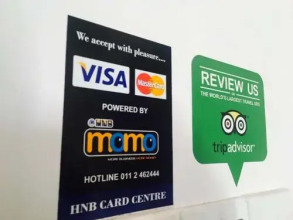 We accept with pleasure....
VISA
MasterCard
POWERED BY
momo
HOTLINE 011 2 462444
HNB CARD CENTRE
REVIEW US
ON
THE WORLD'S LARGEST TRAVEL SITE
tripadvisor